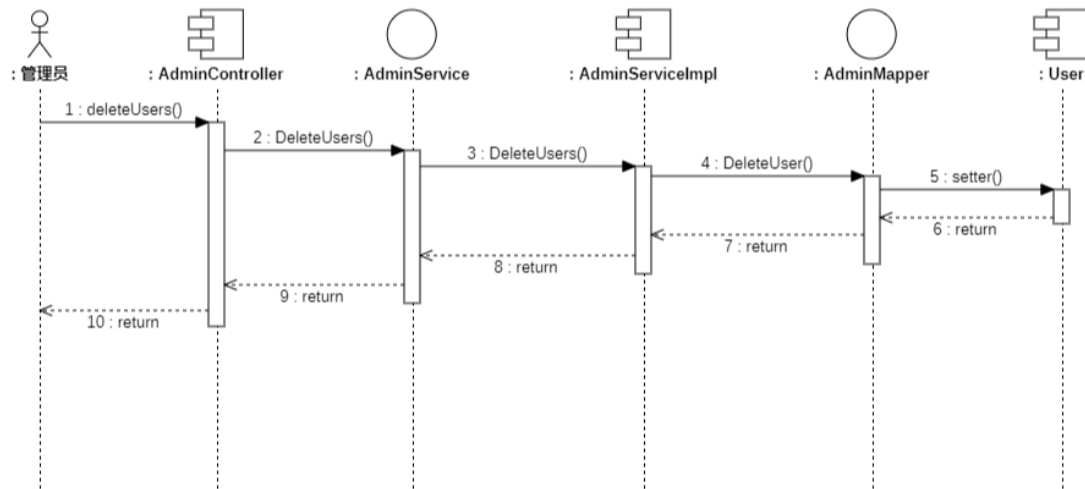 : 管理员
: AdminController
: AdminService
: AdminServiceImpl
: AdminMapper
: User
1 : deleteUsers()
2 : DeleteUsers()
3 : DeleteUsers()
4 : DeleteUser()
5 : setter()
6 : return
7 : return
8 : return
9 : return
10 : return